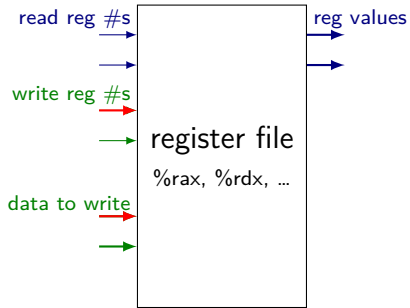 read reg #s
reg values
write reg #s
register file
%rax, %rdx, …
data to write